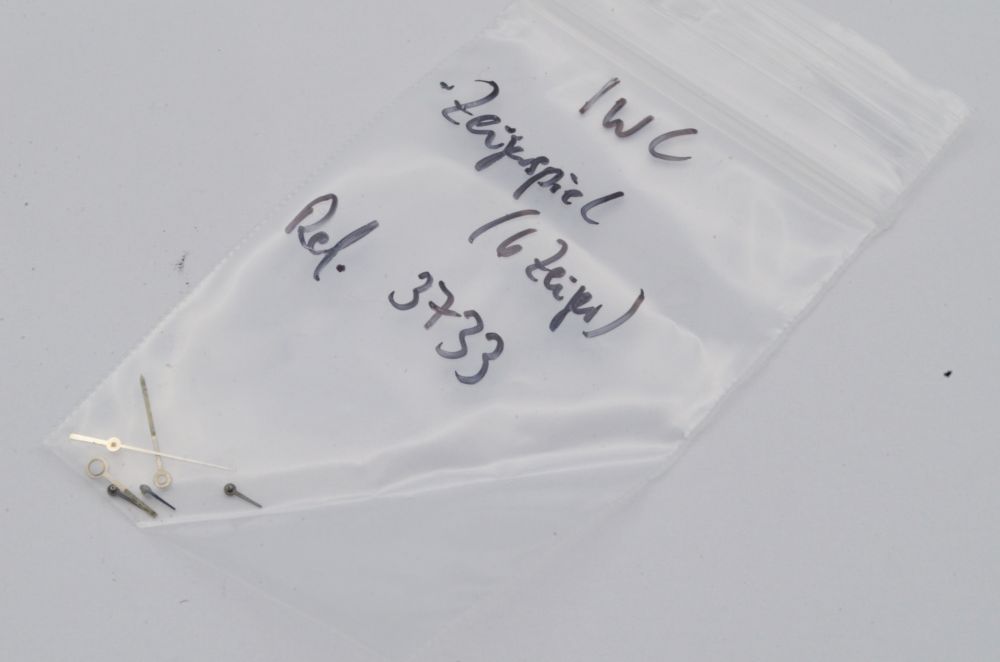 IWC
Zeigerspiel
(6 Zeiger)
Ref. 3733